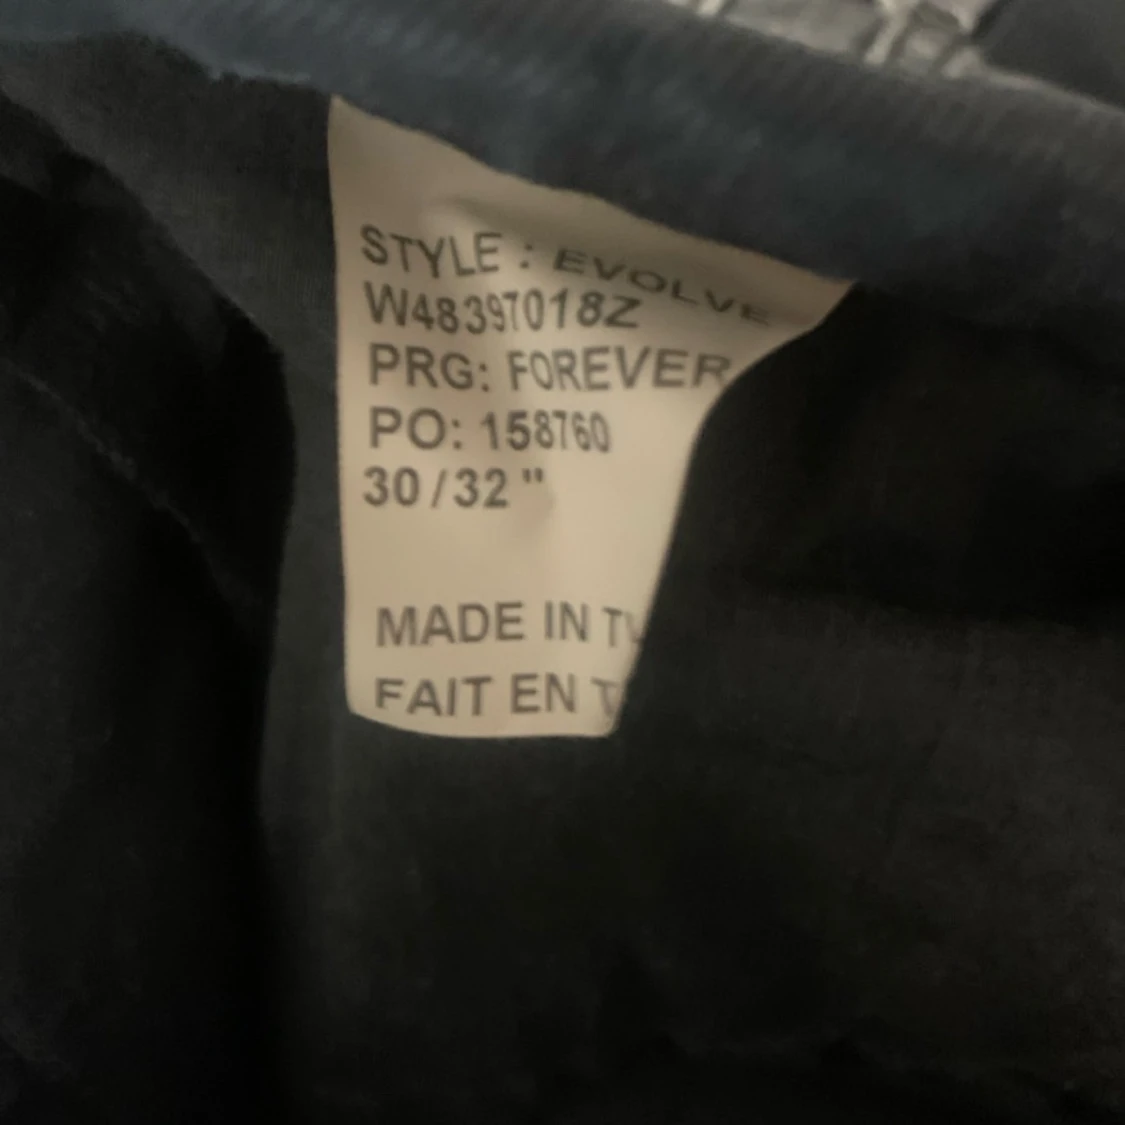 STYLE : EVOLVE
W48397018Z
PRG: FOREVER
PO: 158760
30/32"
MADE IN
FAIT EN